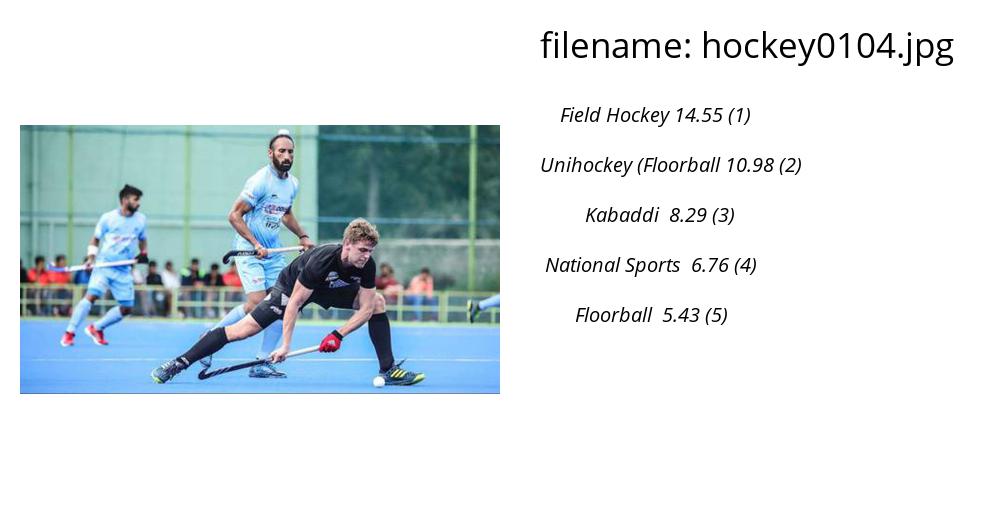 filename: hockey0104.jpg
Field Hockey 14.55 (1)
Unihockey (Floorball 10.98 (2)
Kabaddi 8.29 (3)
National Sports 6.76 (4)
Floorball 5.43 (5)